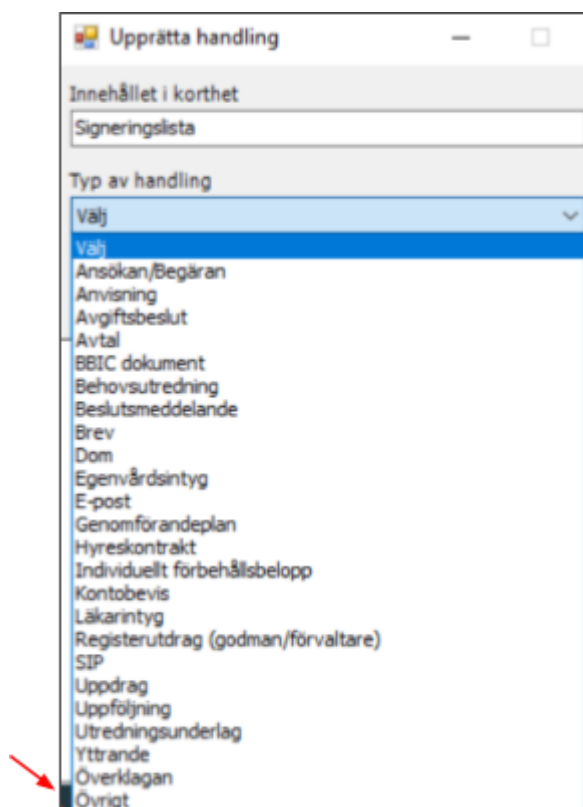 Upprätta handling
Innehållet i korthet
Signeringslista
Typ av handling
Välj
Välj
Ansökan/Begäran
Anvisning
Avgiftsbeslut
Avtal
BBIC dokument
Behovsutredning
Beslutsmeddelande
Brev
Dom
Egenvårdsintyg
E-post
Genomförandeplan
Hyreskontrakt
Individuellt förbehållsbelopp
Kontobevis
Läkarintyg
Registerutdrag (godman/förvaltare)
SIP
Uppdrag
Uppföljning
Utredningsunderlag
Yttrande
Överklagan
Övrigt